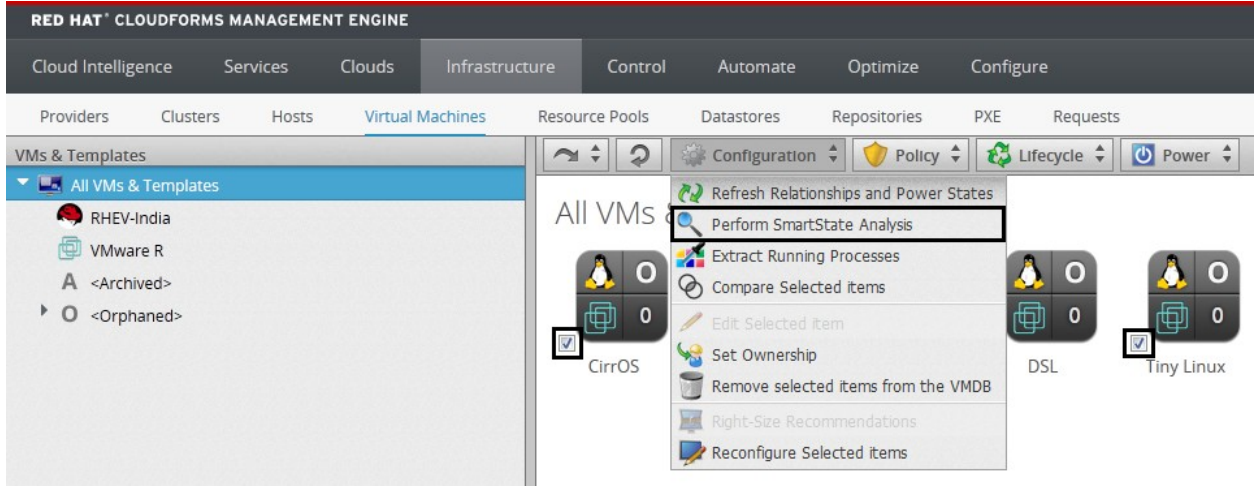 RED HAT® CLOUDFORMS MANAGEMENT ENGINE
Cloud Intelligence Services Clouds Infrastructure Control Automate Optimize Configure
Providers Clusters Hosts Virtual Machines Resource Pools Datastores Repositories PXE Requests
VMs & Templates
Configuration Policy Lifecycle Power
All VMs & Templates
RHEV-India
VMware R
A <Archived>
O <Orphaned>
All VMs &
Refresh Relationships and Power States
Perform SmartState Analysis
Extract Running Processes
Compare Selected items
Edit Selected item
Set Ownership
Remove selected items from the VMDB
Right-Size Recommendations
Reconfigure Selected items
O
0
CirrOS
O
0
DSL
O
0
Tiny Linux